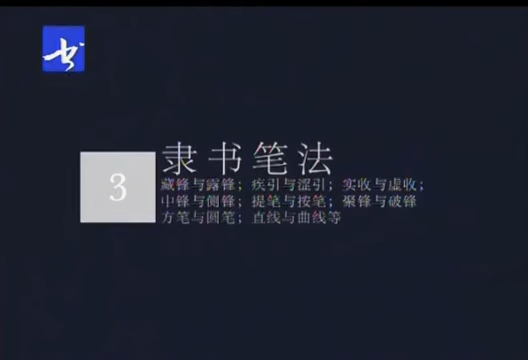 书
隶书笔法
3
藏锋与露锋；疾引与涩引；实收与虚收；
中锋与侧锋；提笔与按笔；聚锋与破锋
方笔与圆笔；直线与曲线等